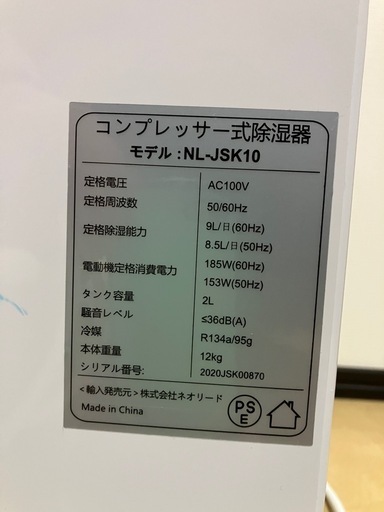 コンプレッサー式除湿器
モデル : NL-JSK10
定格電圧 AC100V
定格周波数 50/60Hz
定格除湿能力 9L/日(60Hz)
8.5L/日(50Hz)
電動機定格消費電力 185W(60Hz)
153W(50Hz)
タンク容量 2L
騒音レベル ≤36dB(A)
冷媒 R134a/95g
本体重量 12kg
シリアル番号: 2020JSK00870
<輸入発売元>株式会社ネオリード
Made in China
PS
E